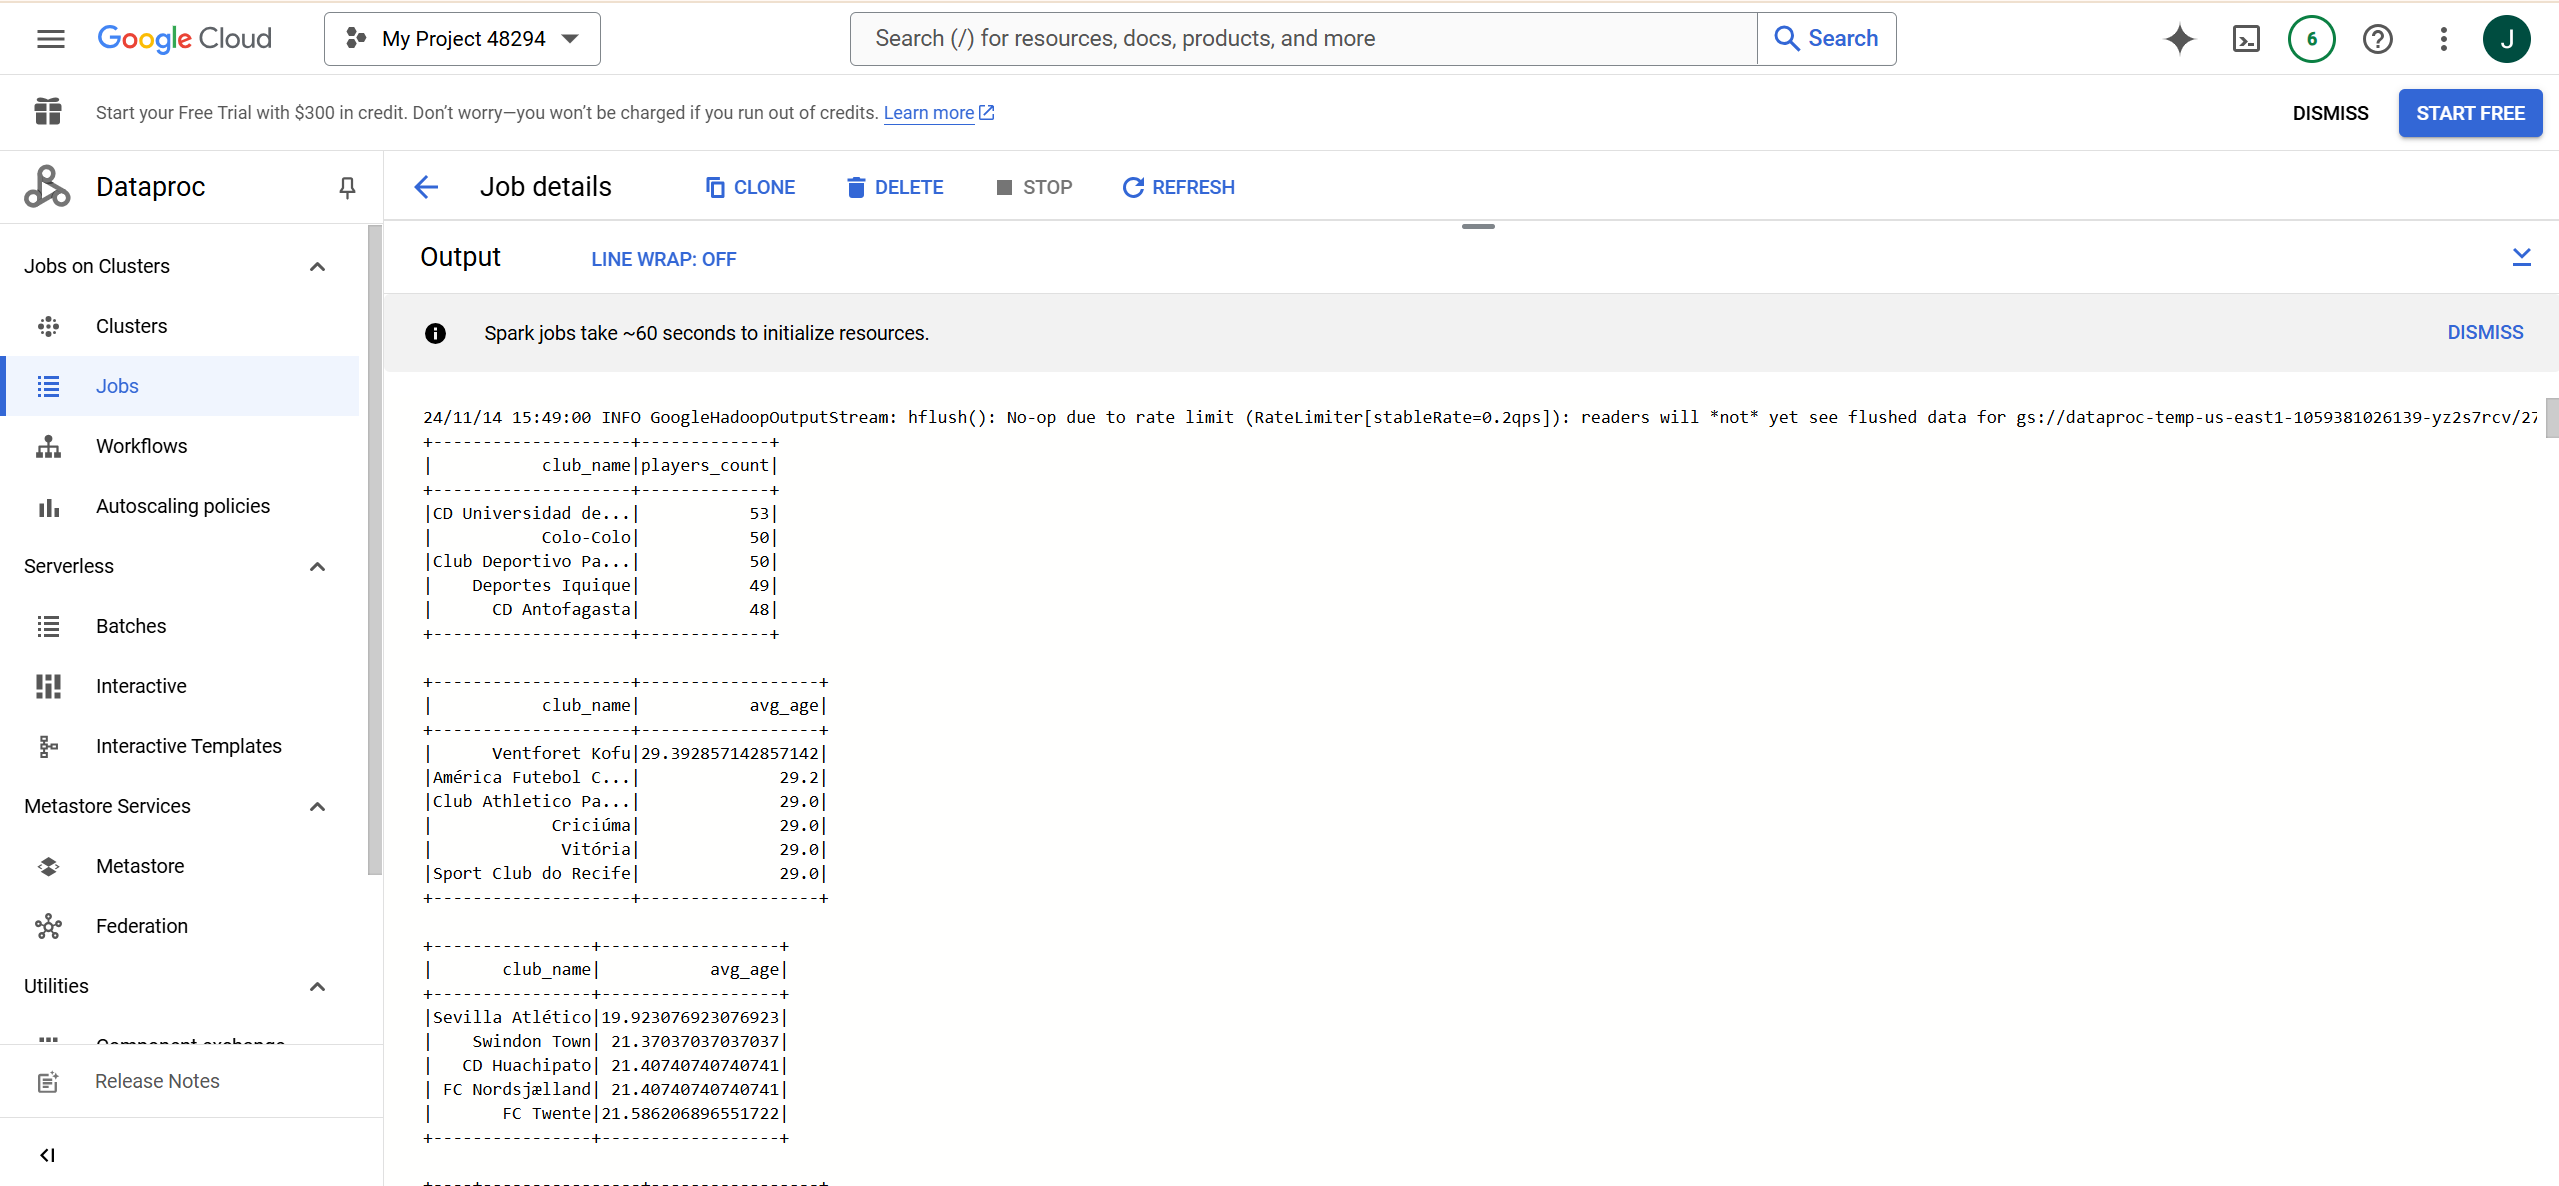 Google Cloud
My Project 48294
Search (/) for resources, docs, products, and more
Search
6
J
Start your Free Trial with $300 in credit. Don’t worry—you won’t be charged if you run out of credits. Learn more
DISMISS
START FREE
Dataproc
Job details
CLONE
DELETE
STOP
REFRESH
Jobs on Clusters
Clusters
Jobs
Workflows
Autoscaling policies
Serverless
Batches
Interactive
Interactive Templates
Metastore Services
Metastore
Federation
Utilities
Component exchange
Release Notes
Output
LINE WRAP: OFF
Spark jobs take ~60 seconds to initialize resources.
DISMISS
24/11/14 15:49:00 INFO GoogleHadoopOutputStream: hflush(): No-op due to rate limit (RateLimiter[stableRate=0.2qps]): readers will *not* yet see flushed data for gs://dataproc-temp-us-east1-1059381026139-yz2s7rcv/27
+--------------------+-------------+
|           club_name|players_count|
+--------------------+-------------+
|CD Universidad de...|           53|
|           Colo-Colo|           50|
|Club Deportivo Pa...|           50|
|    Deportes Iquique|           49|
|      CD Antofagasta|           48|
+--------------------+-------------+
+--------------------+------------------+
|           club_name|           avg_age|
+--------------------+------------------+
|      Ventforet Kofu|29.392857142857142|
|América Futebol C...|              29.2|
|Club Athletico Pa...|              29.0|
|            Criciúma|              29.0|
|             Vitória|              29.0|
|Sport Club do Recife|              29.0|
+--------------------+------------------+
+----------------+------------------+
|       club_name|           avg_age|
+----------------+------------------+
|Sevilla Atlético|19.923076923076923|
|    Swindon Town| 21.37037037037037|
|   CD Huachipato| 21.40740740740741|
| FC Nordsjælland| 21.40740740740741|
|       FC Twente|21.586206896551722|
+----------------+------------------+
+----+-----------------+------------------+